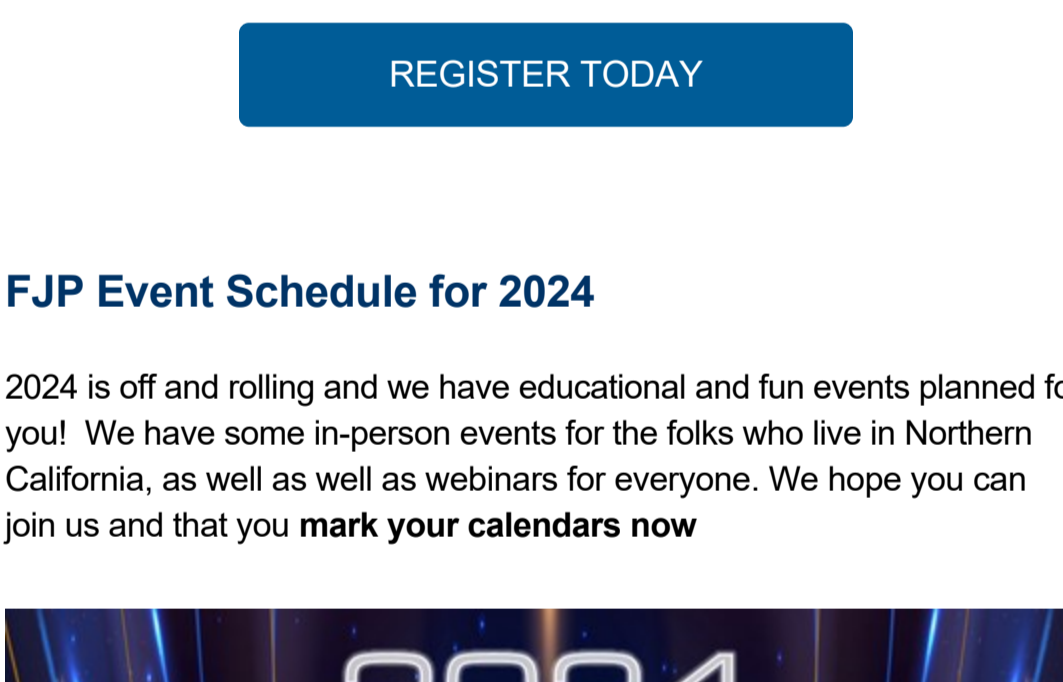 REGISTER TODAY
FJP Event Schedule for 2024
2024 is off and rolling and we have educational and fun events planned fo
you!  We have some in-person events for the folks who live in Northern
California, as well as well as webinars for everyone. We hope you can
join us and that you mark your calendars now
2024